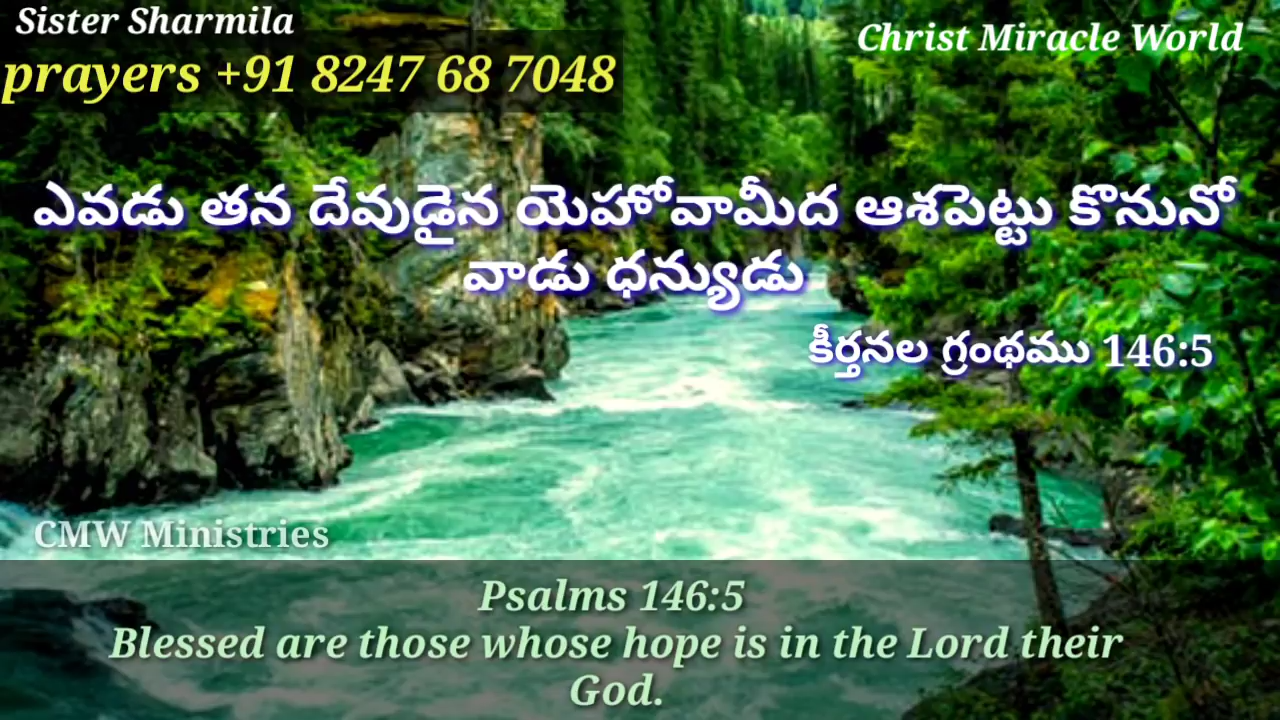 Sister Sharmila
Christ Miracle World
prayers +91 8247 68 7048
ఎవడు తన దేవుడైన యెహోవామీద ఆశపెట్టు కొనునో
వాడు ధన్యుడు
కీర్తనల గ్రంథము 146:5
CMW Ministries
Psalms 146:5
Blessed are those whose hope is in the Lord their
God.